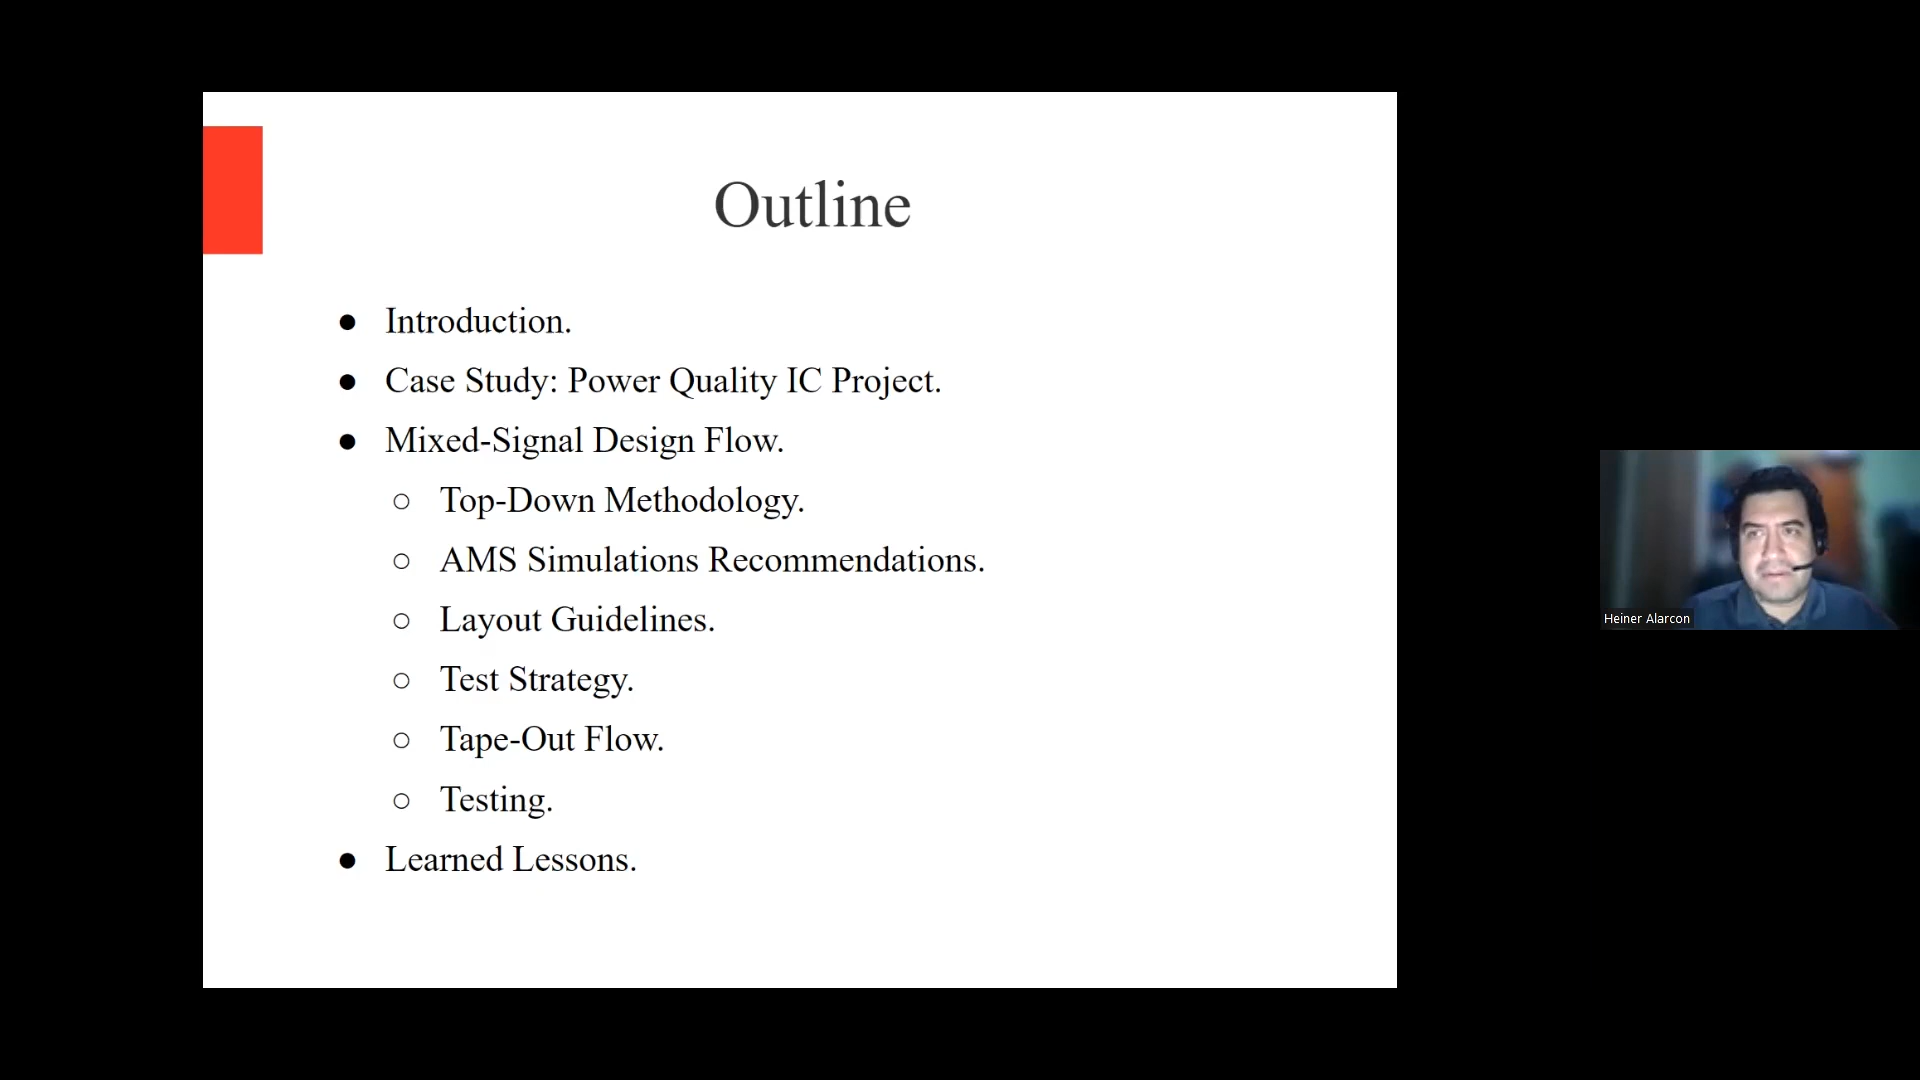 Outline
● Introduction.
● Case Study: Power Quality IC Project.
● Mixed-Signal Design Flow.
○ Top-Down Methodology.
○ AMS Simulations Recommendations.
○ Layout Guidelines.
○ Test Strategy.
○ Tape-Out Flow.
○ Testing.
● Learned Lessons.
Heiner Alarcon